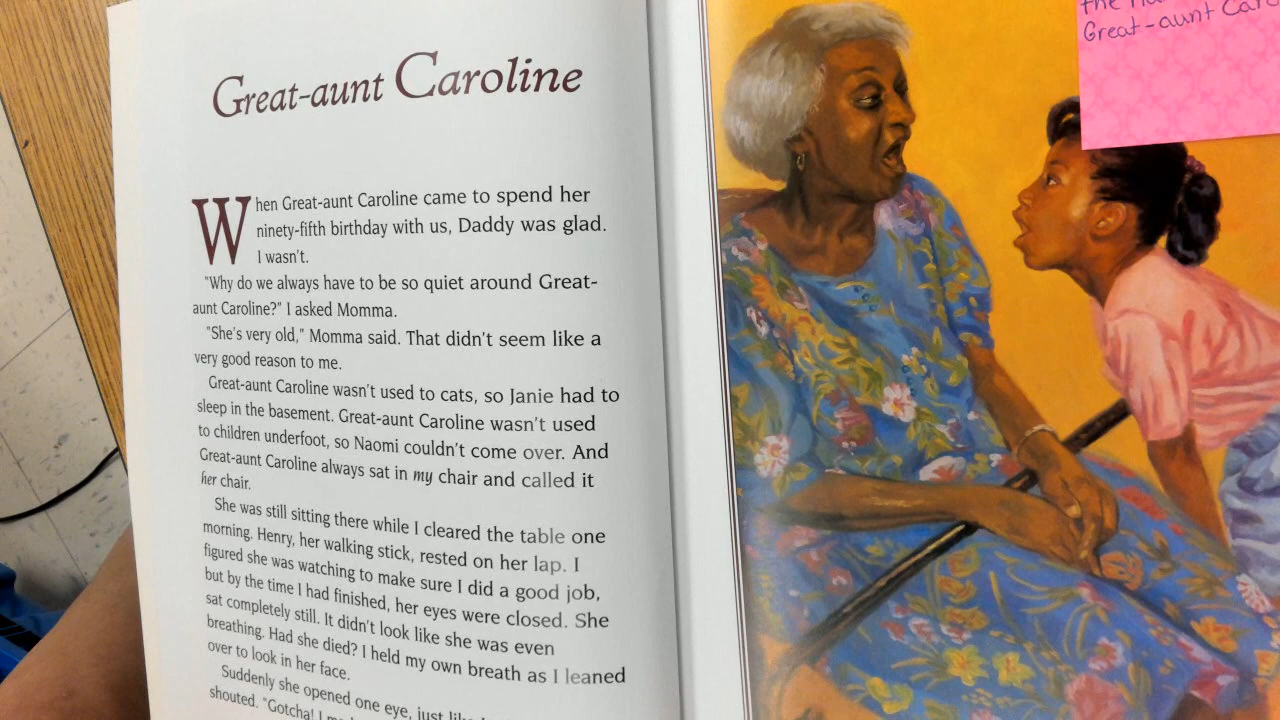 Great-aunt Caroline
When Great-aunt Caroline came to spend her
ninety-fifth birthday with us, Daddy was glad.
I wasn't.
"Why do we always have to be so quiet around Great-
aunt Caroline?" I asked Momma.
"She's very old," Momma said. That didn't seem like a
very good reason to me.
Great-aunt Caroline wasn't used to cats, so Janie had to
sleep in the basement. Great-aunt Caroline wasn't used
to children underfoot, so Naomi couldn't come over. And
Great-aunt Caroline always sat in my chair and called it
her chair.
She was still sitting there while I cleared the table one
morning. Henry, her walking stick, rested on her lap. I
figured she was watching to make sure I did a good job,
but by the time I had finished, her eyes were closed. She
sat completely still. It didn't look like she was even
breathing. Had she died? I held my own breath as I leaned
over to look in her face.
Suddenly she opened one eye, just
shouted. "Gotcha! I
the
Great-aunt